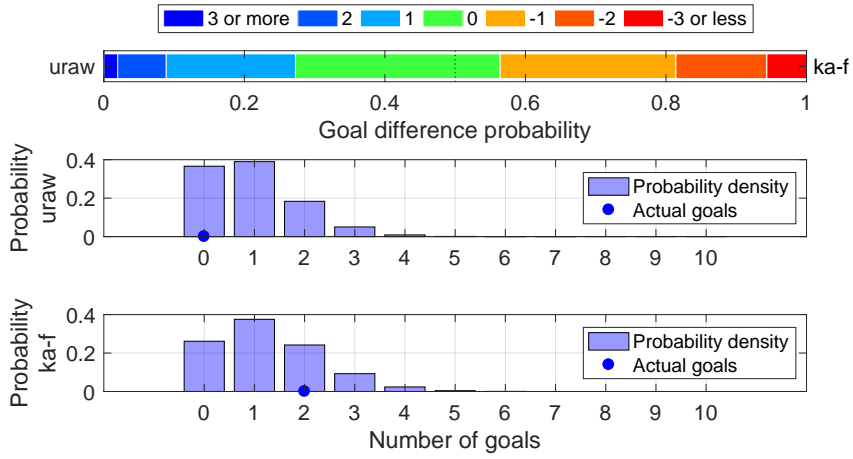 3 or more 2 1 0 -1 -2 -3 or less
uraw ka-f
0 0.2 0.4 0.6 0.8 1
Goal difference probability
Probability
uraw
0.4
0.2
0
Probability density
Actual goals
0 1 2 3 4 5 6 7 8 9 10
Probability
ka-f
0.4
0.2
0
Probability density
Actual goals
0 1 2 3 4 5 6 7 8 9 10
Number of goals